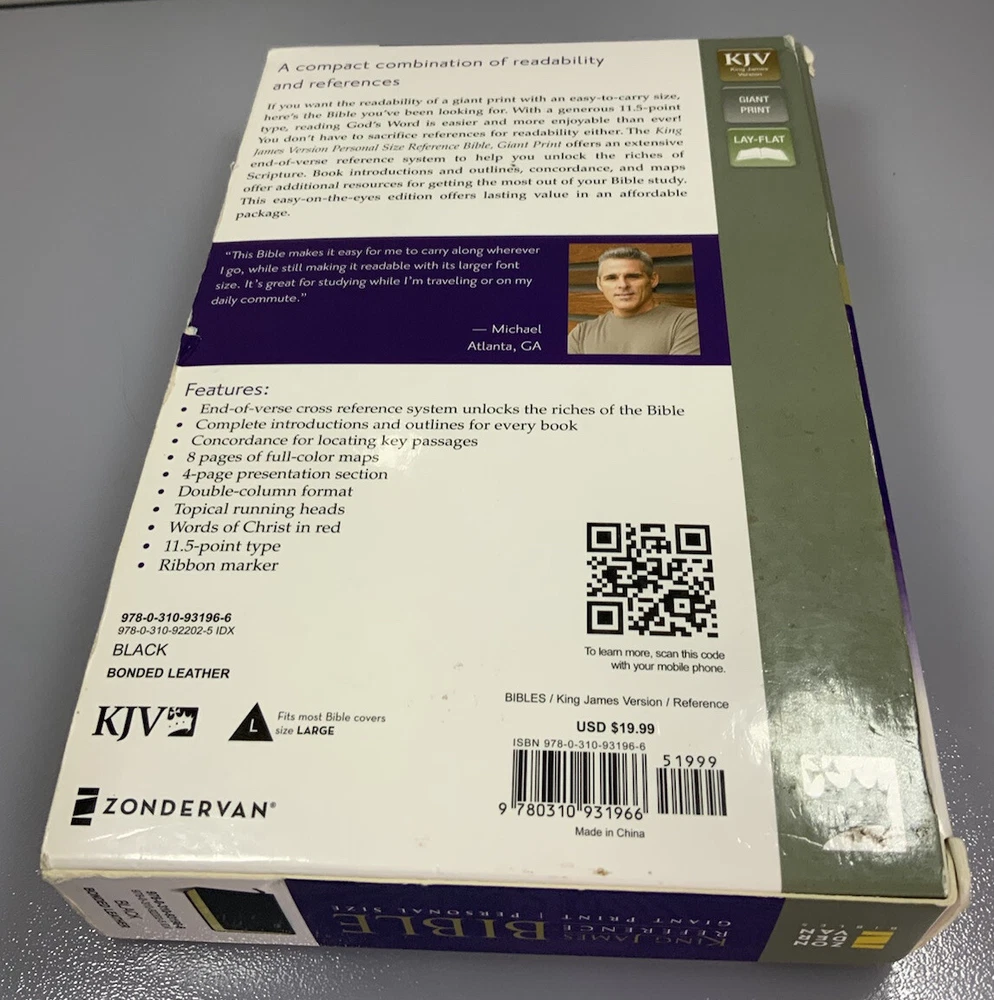 A compact combination of readability
and references
If you want the readability of a giant print with an easy-to-carry size,
here's the Bible you've been looking for. With a generous 11.5-point
type, reading God's Word is easier and more enjoyable than ever!
You don't have to sacrifice references for readability either. The King
James Version Personal Size Reference Bible, Giant Print offers an extensive
end-of-verse reference system to help you unlock the riches of
Scripture. Book introductions and outlines, concordance, and maps
offer additional resources for getting the most out of your Bible study.
This easy-on-the-eyes edition offers lasting value in an affordable
package.
KJV
King James
Version
GIANT
PRINT
LAY-FLAT
"This Bible makes it easy for me to carry along wherever
I go, while still making it readable with its larger font
size. It's great for studying while I'm traveling or on my
daily commute."
— Michael
Atlanta, GA
Features:
• End-of-verse cross reference system unlocks the riches of the Bible
• Complete introductions and outlines for every book
• Concordance for locating key passages
• 8 pages of full-color maps
• 4-page presentation section
• Double-column format
• Topical running heads
• Words of Christ in red
• 11.5-point type
• Ribbon marker
978-0-310-93196-6
978-0-310-92202-5 IDX
BLACK
BONDED LEATHER
KJV
L
Fits most Bible covers
size LARGE
ZONDERVAN®
To learn more, scan this code
with your mobile phone.
BIBLES / King James Version / Reference
USD $19.99
ISBN 978-0-310-93196-6
51999
9 780310 931966
Made in China
BLACK
BONDED LEATHER
KING JAMES
REFERENCE
BIBLE
GIANT PRINT | PERSONAL SIZE